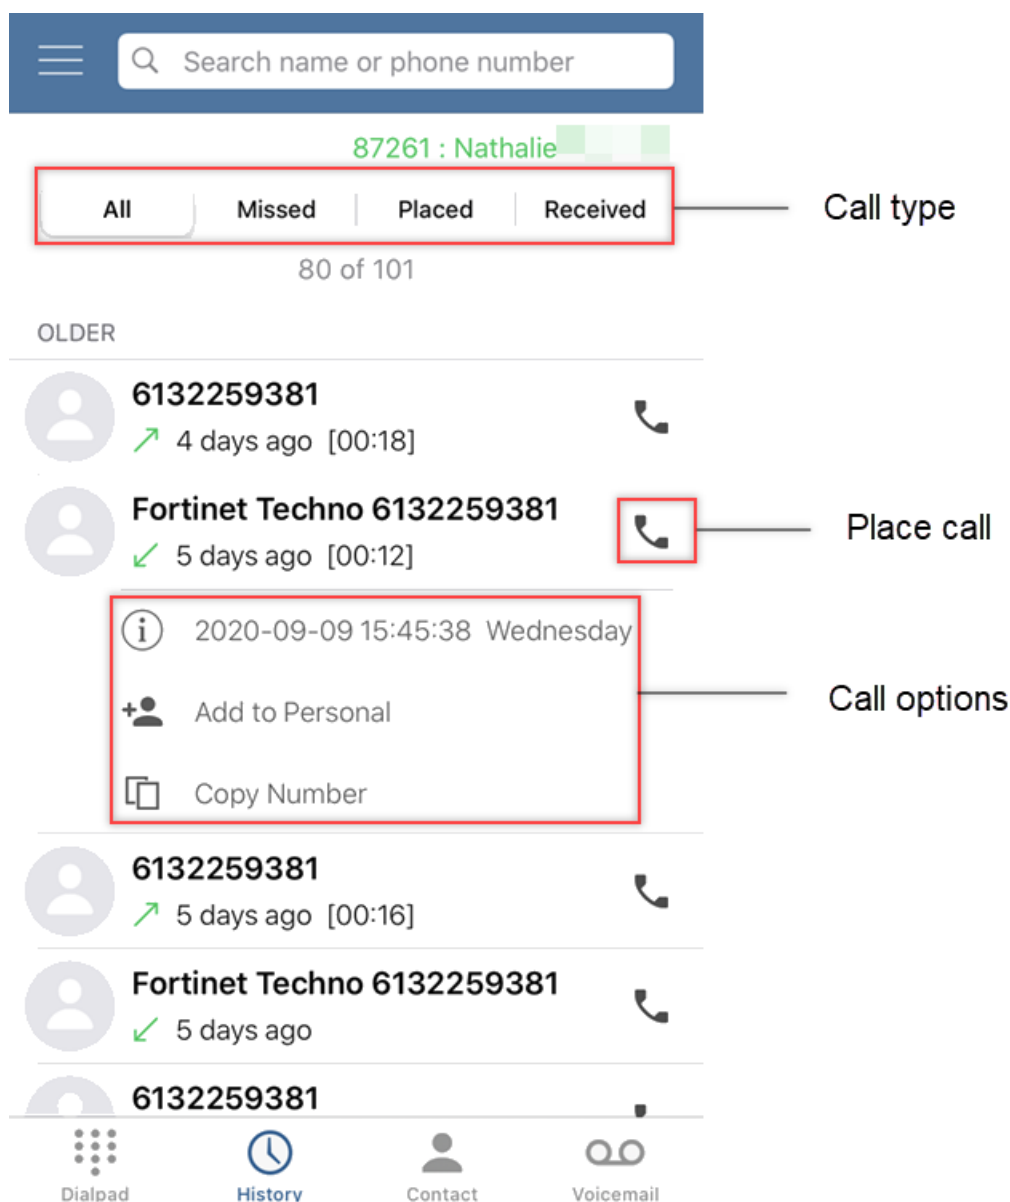 Search name or phone number
87261 : Nathalie
All Missed Placed Received
Call type
80 of 101
OLDER
6132259381
4 days ago [00:18]
Fortinet Techno 6132259381
5 days ago [00:12]
Place call
2020-09-09 15:45:38 Wednesday
Add to Personal
Call options
Copy Number
6132259381
5 days ago [00:16]
Fortinet Techno 6132259381
5 days ago
6132259381
Dialpad History Contact Voicemail